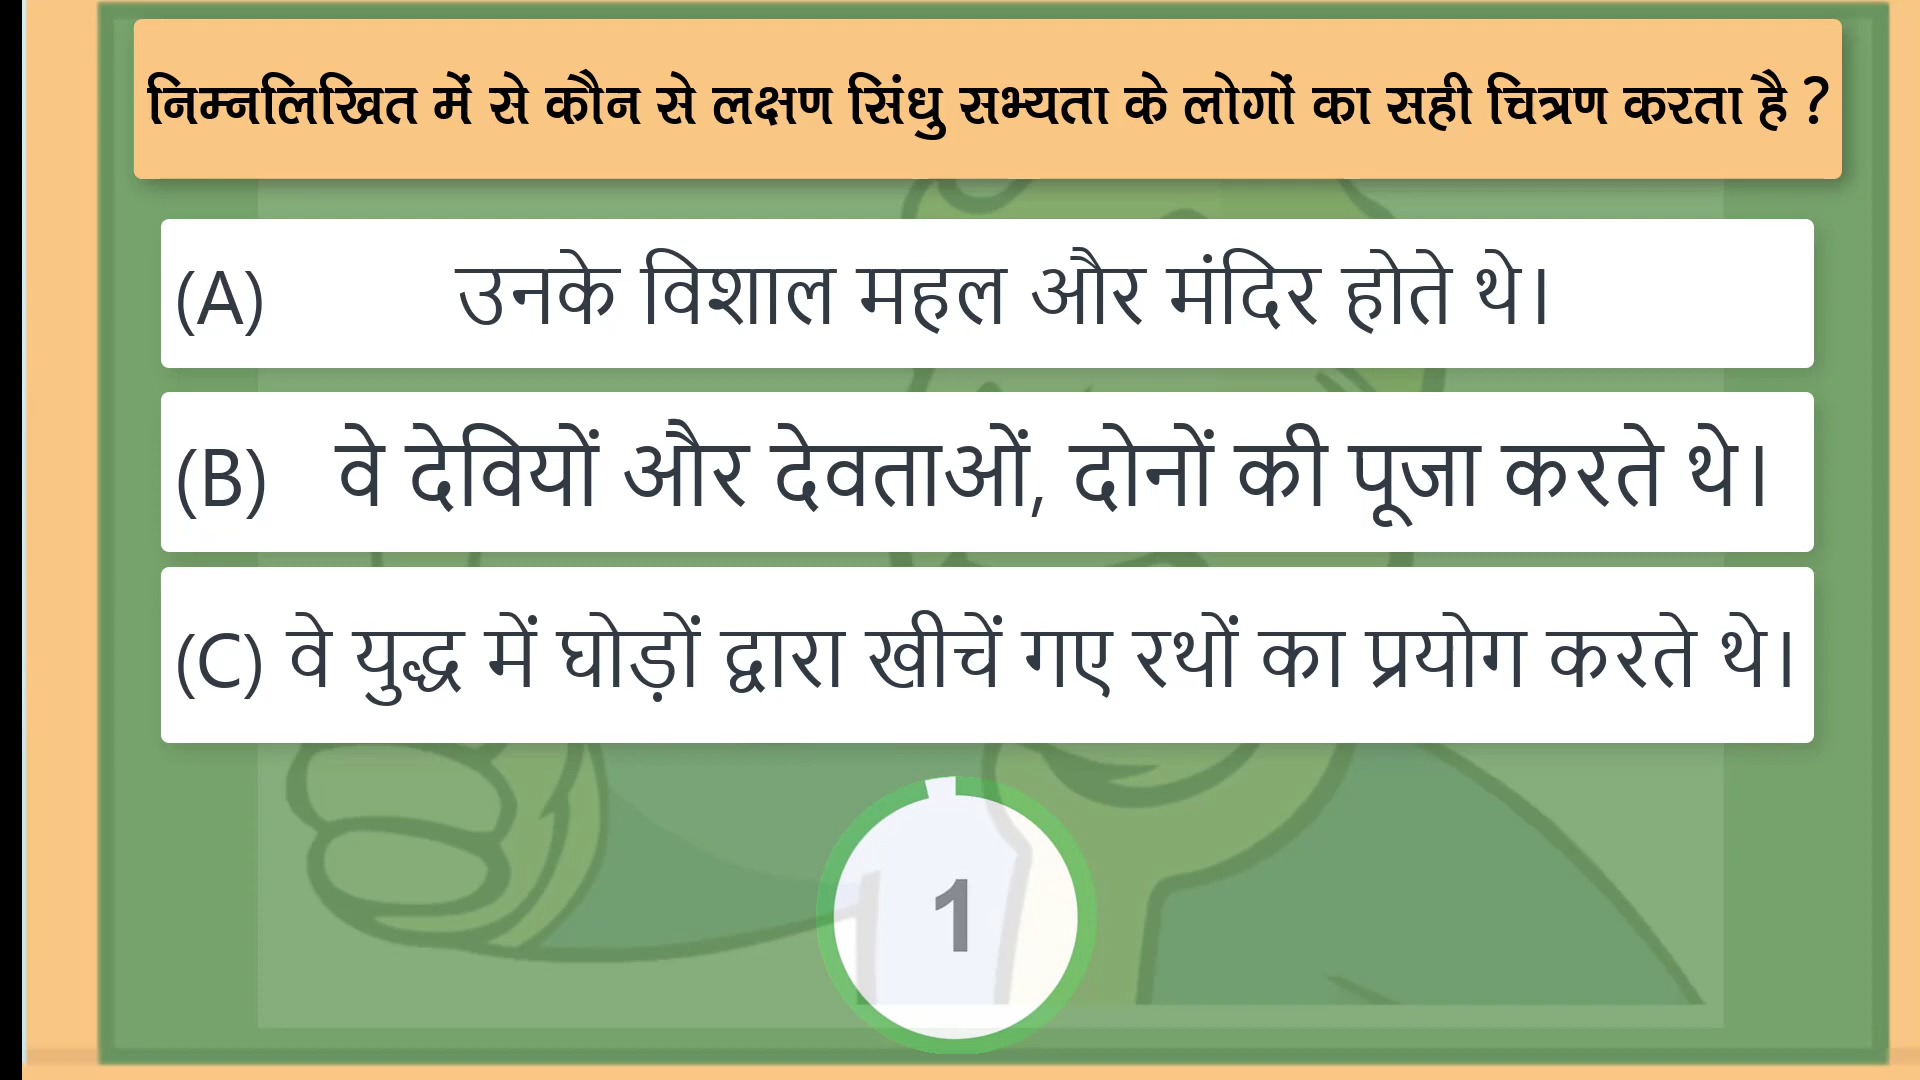 निम्नलिखित में से कौन से लक्षण सिंधु सभ्यता के लोगों का सही चित्रण करता है ?
(A) उनके विशाल महल और मंदिर होते थे।
(B) वे देवियों और देवताओं, दोनों की पूजा करते थे।
(C) वे युद्ध में घोड़ों द्वारा खीचें गए रथों का प्रयोग करते थे।
1